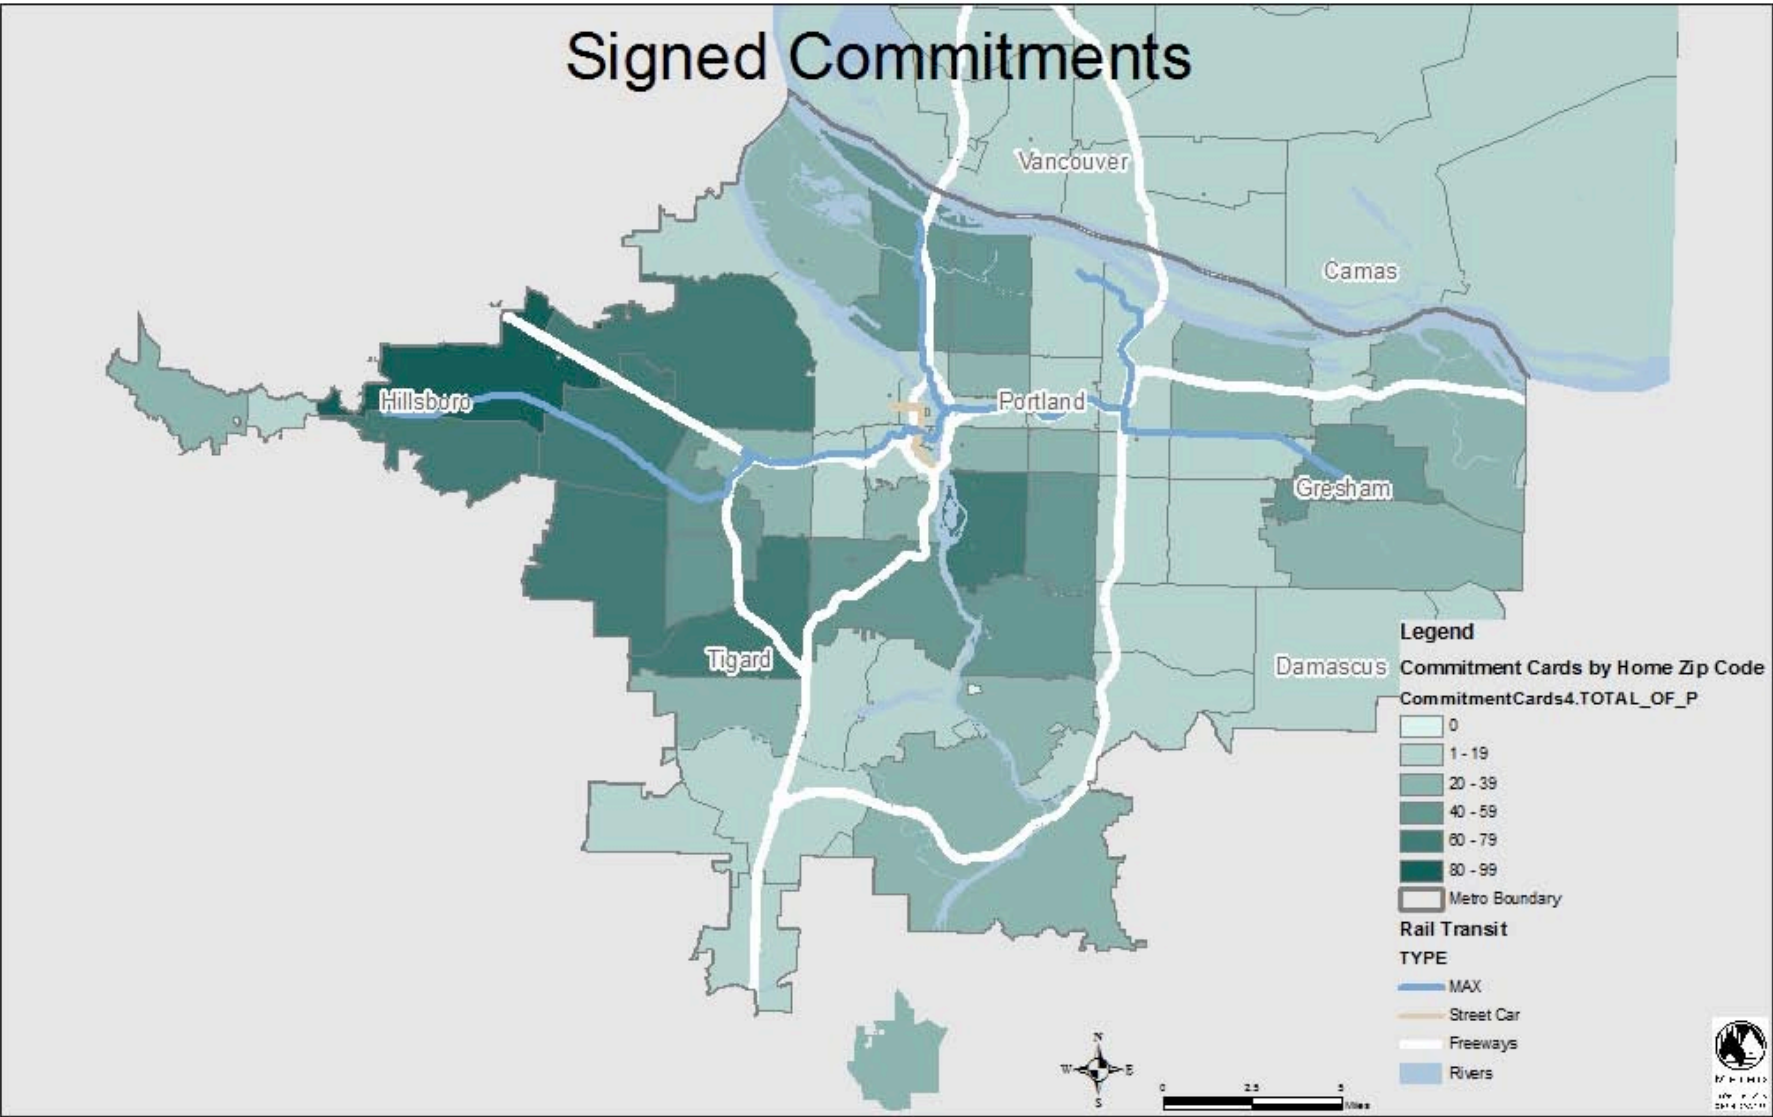 Signed Commitments
Vancouver
Camas
Hillsboro
Portland
Gresham
Tigard
Damascus
Legend
Commitment Cards by Home Zip Code
CommitmentCards4.TOTAL_OF_P
0
1 - 19
20 - 39
40 - 59
60 - 79
80 - 99
Metro Boundary
Rail Transit
TYPE
MAX
Street Car
Freeways
Rivers
N
W E
S
0 2.5 5
Miles
METRO